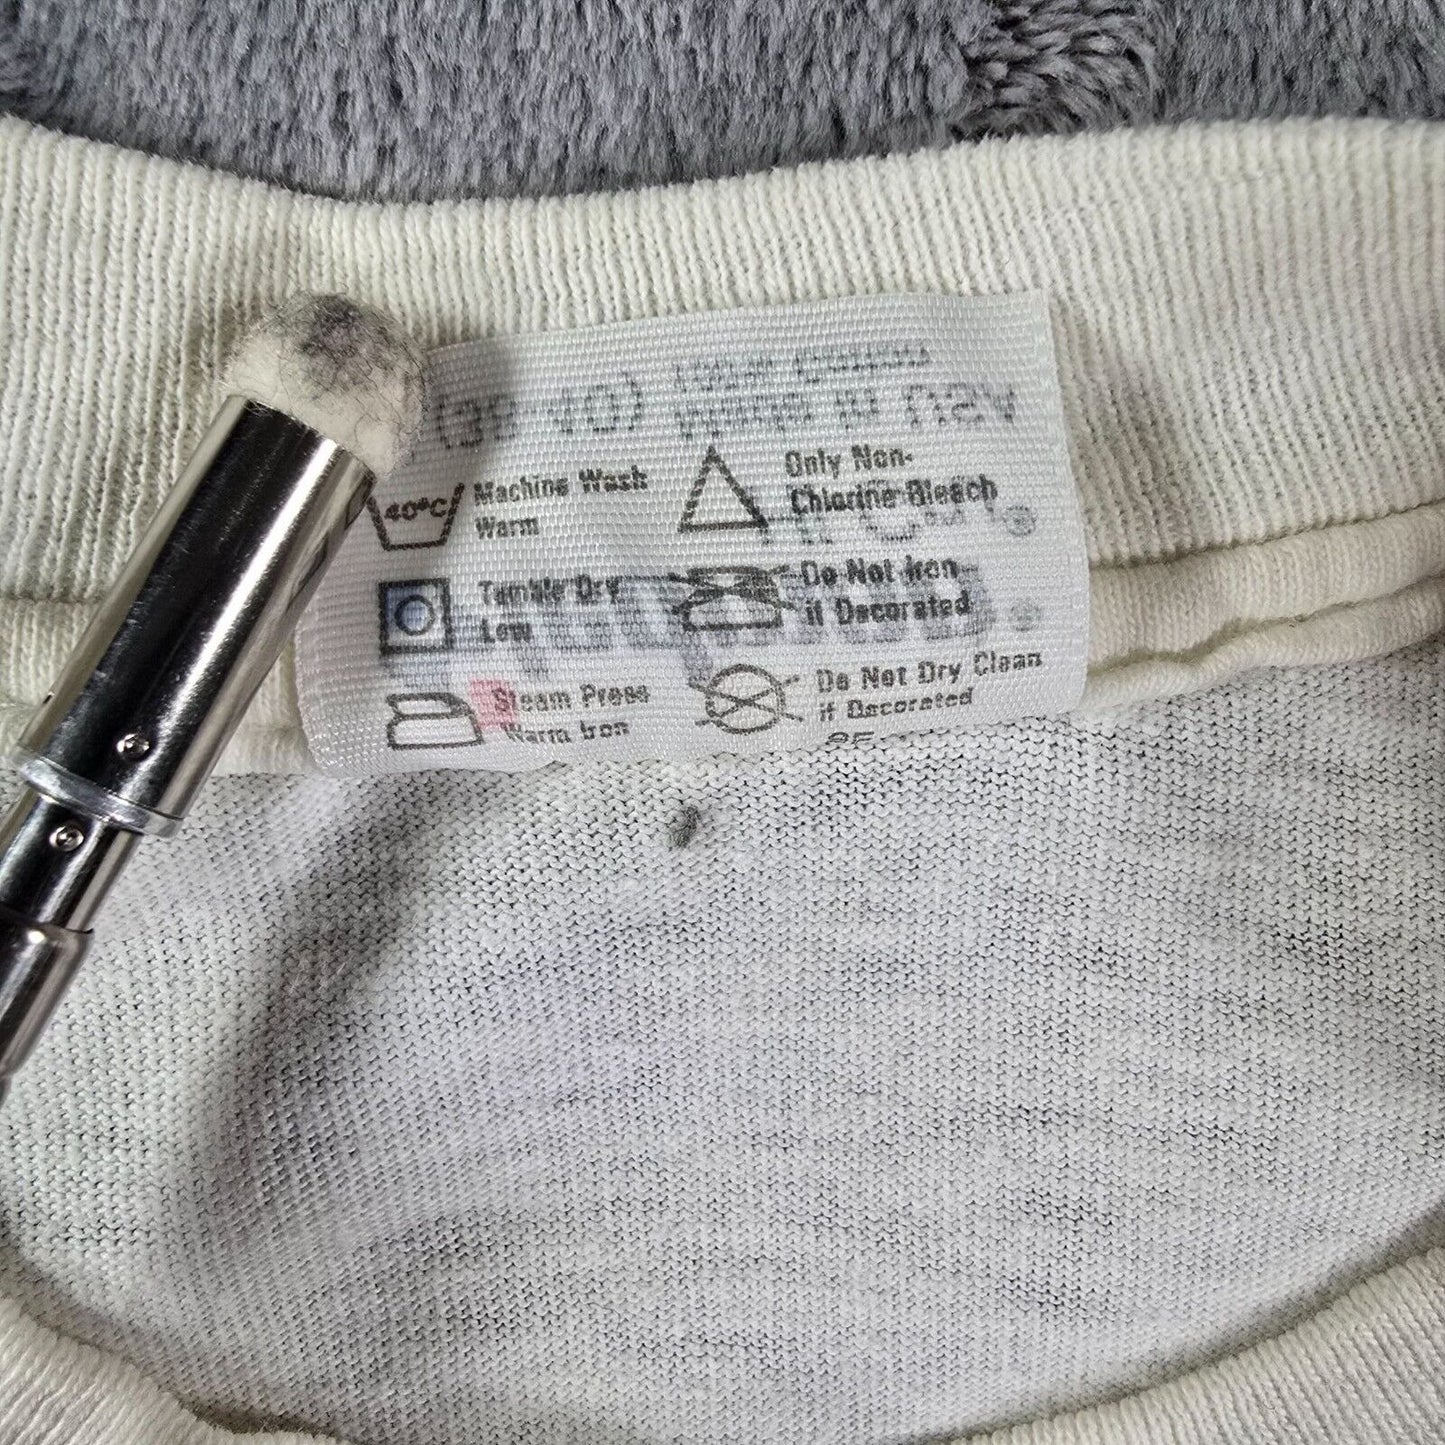 40°C
Machine Wash
Warm
Only Non-
Chlorine Bleach
Tumble Dry
Low
Do Not Iron
if Decorated
Steam Press
Warm Iron
Do Not Dry Clean
if Decorated